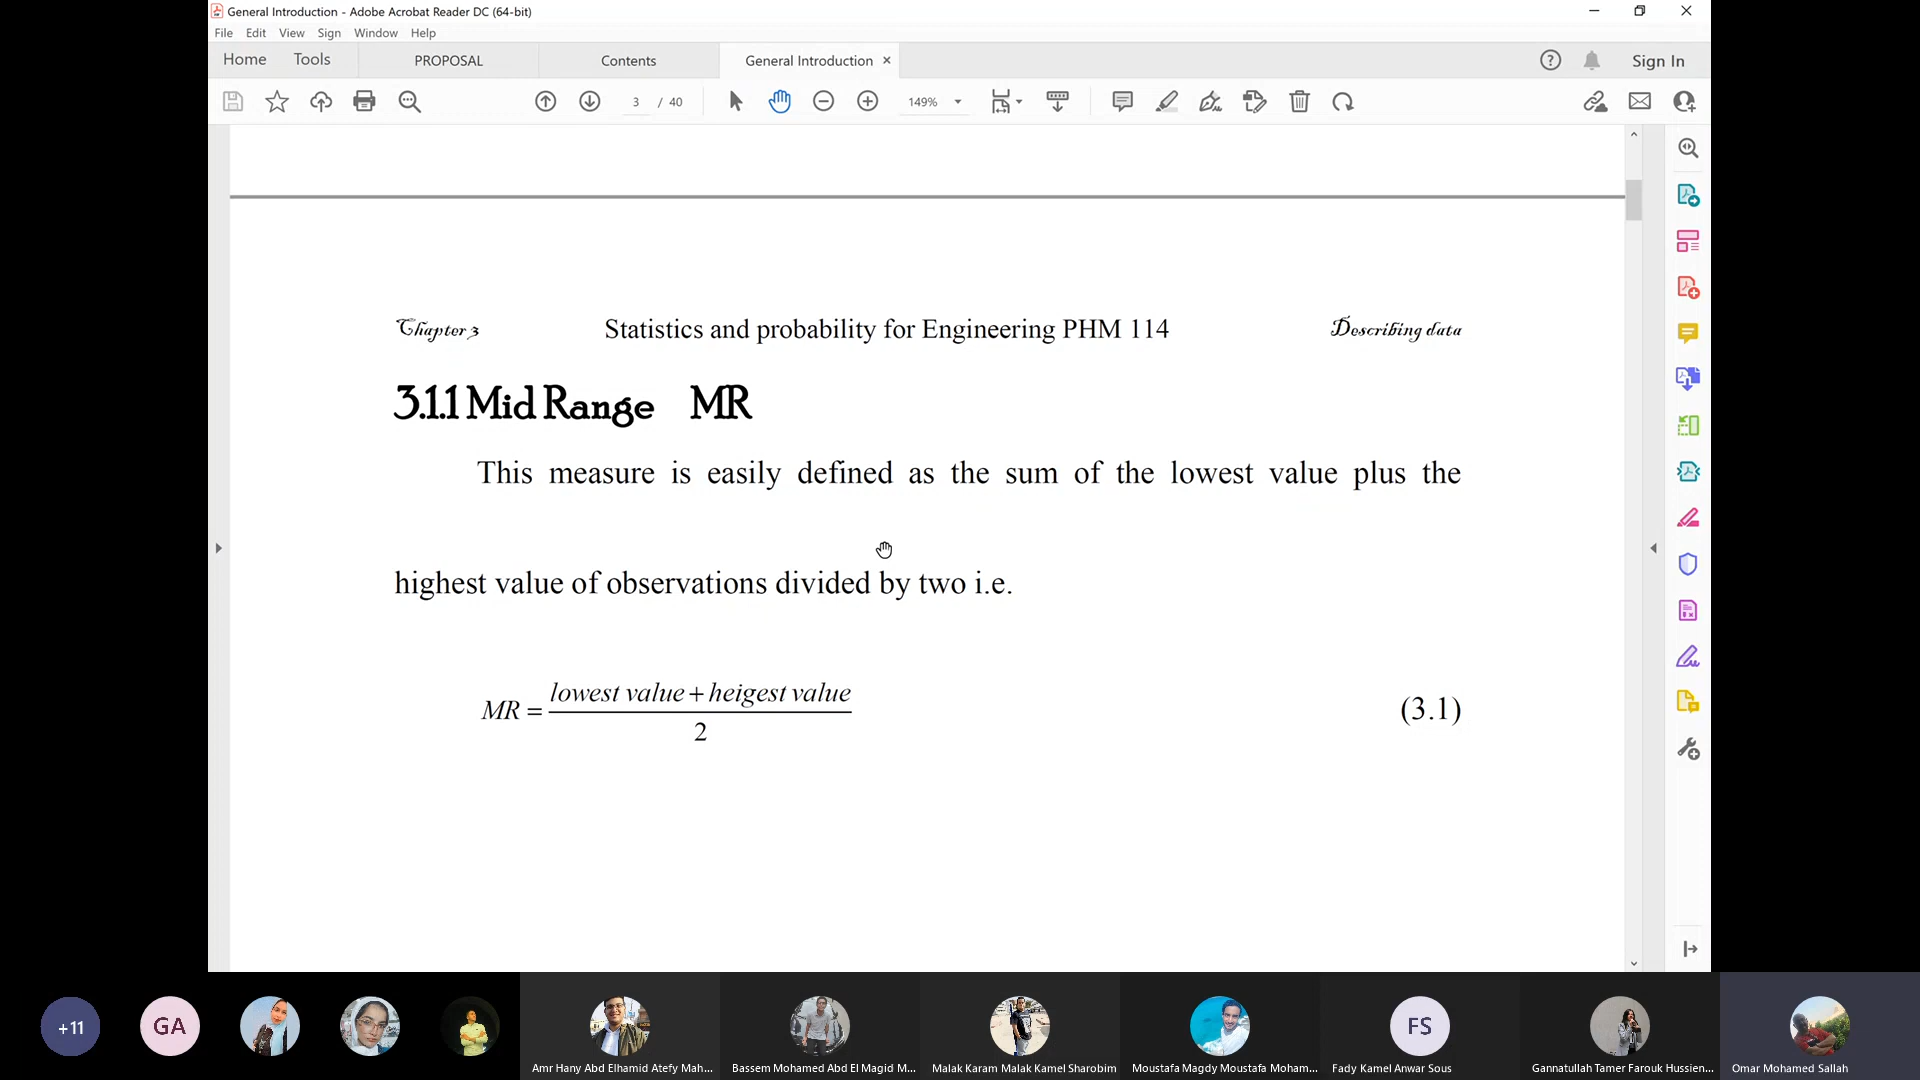 General Introduction - Adobe Acrobat Reader DC (64-bit)
File Edit View Sign Window Help
Home Tools PROPOSAL Contents General Introduction × Sign In
3 / 40 149%
Chapter 3 Statistics and probability for Engineering PHM 114 Describing data
3.1.1 Mid Range MR
This measure is easily defined as the sum of the lowest value plus the
highest value of observations divided by two i.e.
MR = lowest value + heigest value
2
(3.1)
+11 GA FS
Amr Hany Abd Elhamid Atefy Mah... Bassem Mohamed Abd El Magid M... Malak Karam Malak Kamel Sharobim Moustafa Magdy Moustafa Moham... Fady Kamel Anwar Sous Gannatullah Tamer Farouk Hussien... Omar Mohamed Sallah